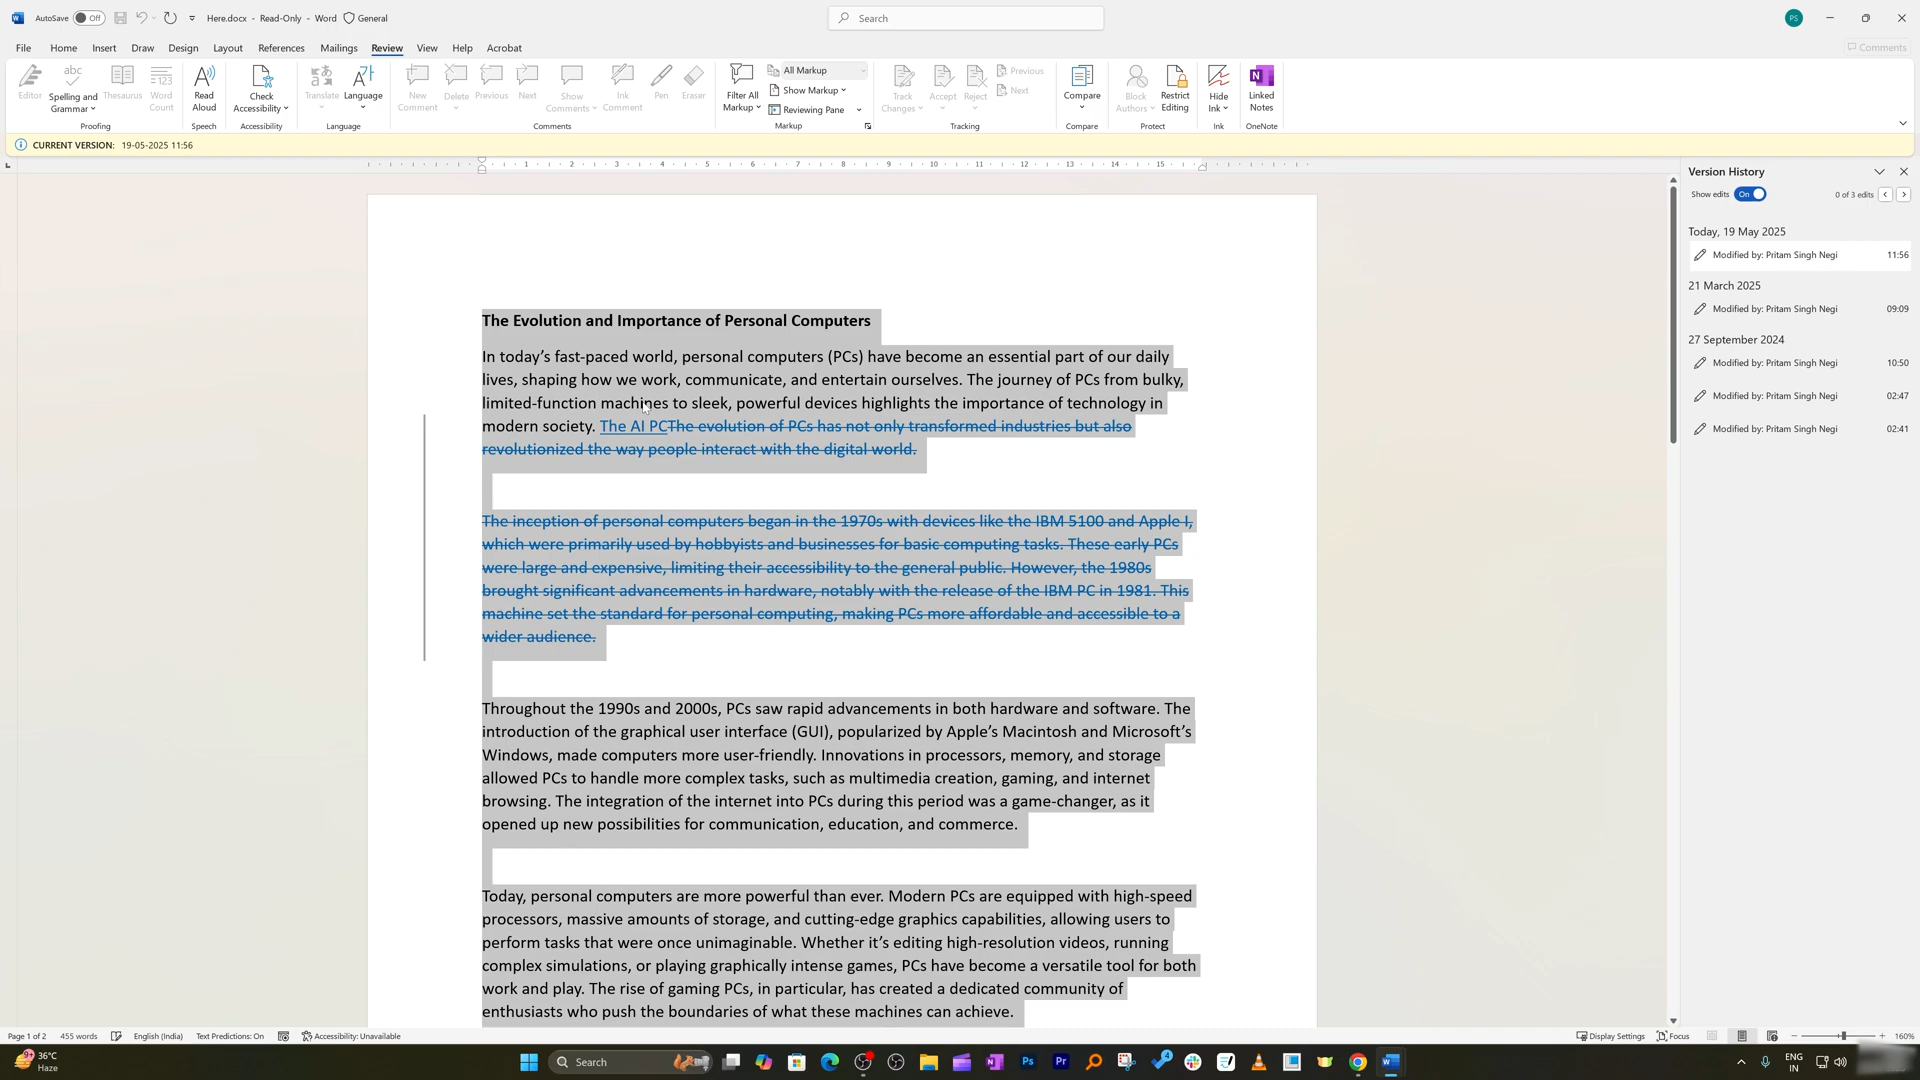 AutoSave Off Here.docx - Read-Only - Word General Search PS
File Home Insert Draw Design Layout References Mailings Review View Help Acrobat Comments
Editor
Spelling and Grammar
Thesaurus
Word Count
Proofing
Read Aloud
Speech
Check Accessibility
Accessibility
Translate
Language
Language
New Comment
Delete
Previous
Next
Show Comments
Ink Comment
Pen
Eraser
Comments
Filter All Markup
All Markup
Show Markup
Reviewing Pane
Markup
Track Changes
Accept
Reject
Previous
Next
Tracking
Compare
Compare
Block Authors
Restrict Editing
Protect
Hide Ink
Ink
Linked Notes
OneNote
CURRENT VERSION: 19-05-2025 11:56
1 2 3 4 5 6 7 8 9 10 11 12 13 14 15
The Evolution and Importance of Personal Computers
In today’s fast-paced world, personal computers (PCs) have become an essential part of our daily
lives, shaping how we work, communicate, and entertain ourselves. The journey of PCs from bulky,
limited-function machines to sleek, powerful devices highlights the importance of technology in
modern society. The AI PCThe evolution of PCs has not only transformed industries but also
revolutionized the way people interact with the digital world.
The inception of personal computers began in the 1970s with devices like the IBM 5100 and Apple I,
which were primarily used by hobbyists and businesses for basic computing tasks. These early PCs
were large and expensive, limiting their accessibility to the general public. However, the 1980s
brought significant advancements in hardware, notably with the release of the IBM PC in 1981. This
machine set the standard for personal computing, making PCs more affordable and accessible to a
wider audience.
Throughout the 1990s and 2000s, PCs saw rapid advancements in both hardware and software. The
introduction of the graphical user interface (GUI), popularized by Apple’s Macintosh and Microsoft’s
Windows, made computers more user-friendly. Innovations in processors, memory, and storage
allowed PCs to handle more complex tasks, such as multimedia creation, gaming, and internet
browsing. The integration of the internet into PCs during this period was a game-changer, as it
opened up new possibilities for communication, education, and commerce.
Today, personal computers are more powerful than ever. Modern PCs are equipped with high-speed
processors, massive amounts of storage, and cutting-edge graphics capabilities, allowing users to
perform tasks that were once unimaginable. Whether it’s editing high-resolution videos, running
complex simulations, or playing graphically intense games, PCs have become a versatile tool for both
work and play. The rise of gaming PCs, in particular, has created a dedicated community of
enthusiasts who push the boundaries of what these machines can achieve.
Version History
Show edits On 0 of 3 edits
Today, 19 May 2025
Modified by: Pritam Singh Negi 11:56
21 March 2025
Modified by: Pritam Singh Negi 09:09
27 September 2024
Modified by: Pritam Singh Negi 10:50
Modified by: Pritam Singh Negi 02:47
Modified by: Pritam Singh Negi 02:41
Page 1 of 2 455 words English (India) Text Predictions: On Accessibility: Unavailable Display Settings Focus 160%
36°C
Haze
Search
ENG
IN